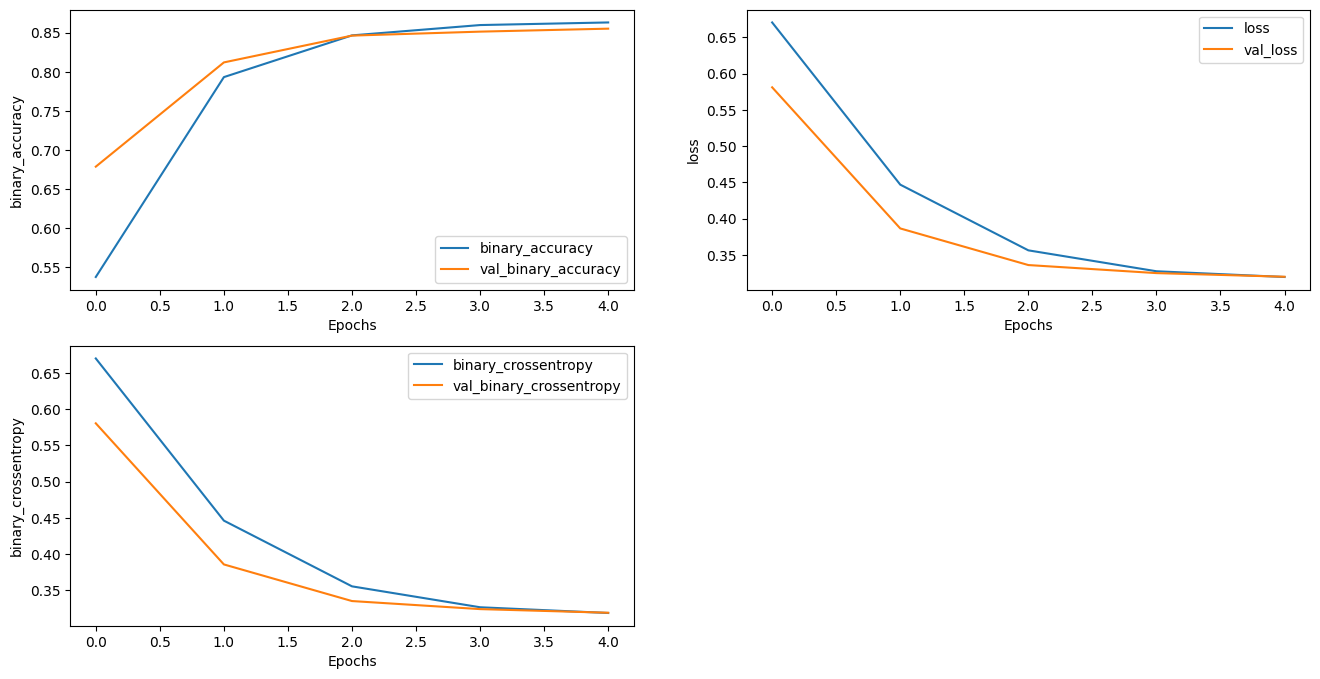 binary_accuracy
0.85
0.80
0.75
0.70
0.65
0.60
0.55
binary_accuracy
val_binary_accuracy
0.0 0.5 1.0 1.5 2.0 2.5 3.0 3.5 4.0
Epochs
loss
0.65
0.60
0.55
0.50
0.45
0.40
0.35
loss
val_loss
0.0 0.5 1.0 1.5 2.0 2.5 3.0 3.5 4.0
Epochs
binary_crossentropy
0.65
0.60
0.55
0.50
0.45
0.40
0.35
binary_crossentropy
val_binary_crossentropy
0.0 0.5 1.0 1.5 2.0 2.5 3.0 3.5 4.0
Epochs